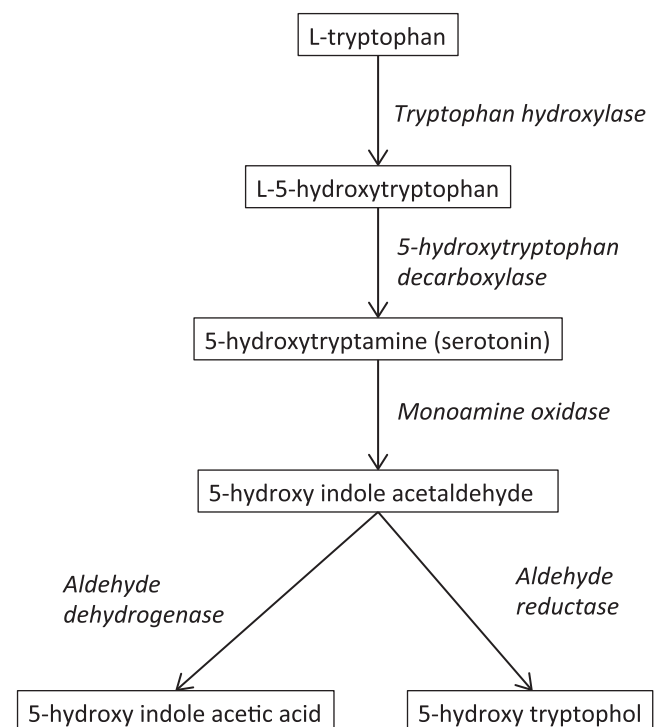 L-tryptophan
Tryptophan hydroxylase
L-5-hydroxytryptophan
5-hydroxytryptophan
decarboxylase
5-hydroxytryptamine (serotonin)
Monoamine oxidase
5-hydroxy indole acetaldehyde
Aldehyde
dehydrogenase
Aldehyde
reductase
5-hydroxy indole acetic acid
5-hydroxy tryptophol